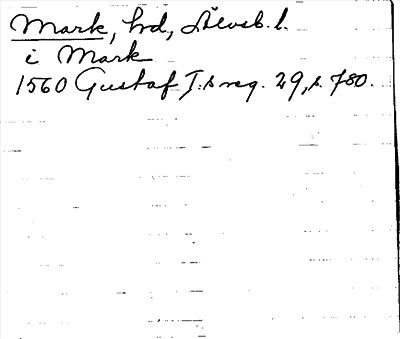 Mark, hd, Älvsb. l.
i Mark
1560 Gustaf I:s reg. 29, s. 780.